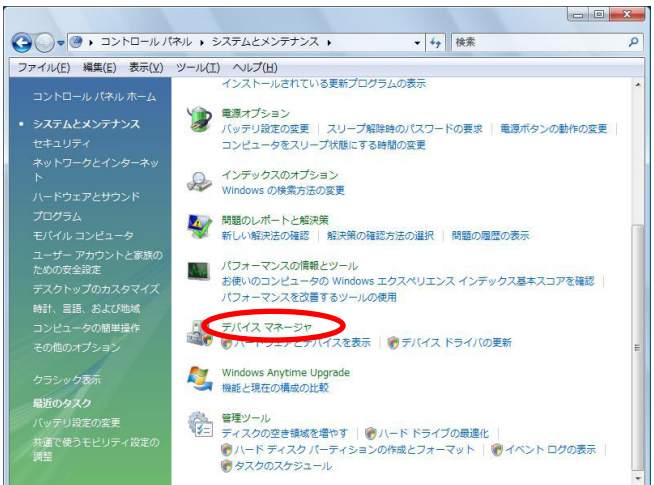 コントロール パネル システムとメンテナンス 検索
ファイル(F) 編集(E) 表示(V) ツール(T) ヘルプ(H)
コントロール パネル ホーム
システムとメンテナンス
セキュリティ
ネットワークとインターネッ
ト
ハードウェアとサウンド
プログラム
モバイル コンピュータ
ユーザー アカウントと家族の
ための安全設定
デスクトップのカスタマイズ
時計、言語、および地域
コンピュータの簡単操作
その他のオプション
クラシック表示
最近のタスク
バッテリ設定の変更
共通で使うモビリティ設定の
調整
インストールされている更新プログラムの表示
電源オプション
バッテリ設定の変更 スリープ解除時のパスワードの要求 電源ボタンの動作の変更
コンピュータをスリープ状態にする時間の変更
インデックスのオプション
Windows の検索方法の変更
問題のレポートと解決策
新しい解決法の確認 解決策の確認方法の選択 問題の履歴の表示
パフォーマンスの情報とツール
お使いのコンピュータの Windows エクスペリエンス インデックス基本スコアを確認
パフォーマンスを改善するツールの使用
デバイス マネージャ
ハードウェアとデバイスを表示 デバイス ドライバの更新
Windows Anytime Upgrade
機能と現在の構成の比較
管理ツール
ディスクの空き領域を増やす ハード ドライブの最適化
ハード ディスク パーティションの作成とフォーマット イベント ログの表示
タスクのスケジュール